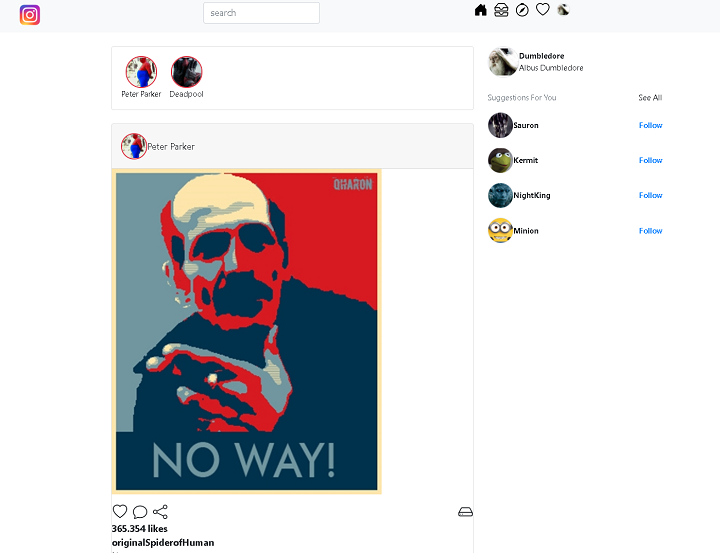 search
Peter Parker
Deadpool
Dumbledore
Albus Dumbledore
Suggestions For You
See All
Sauron
Follow
Kermit
Follow
NightKing
Follow
Minion
Follow
Peter Parker
QHARON
NO WAY!
365.354 likes
originalSpiderofHuman